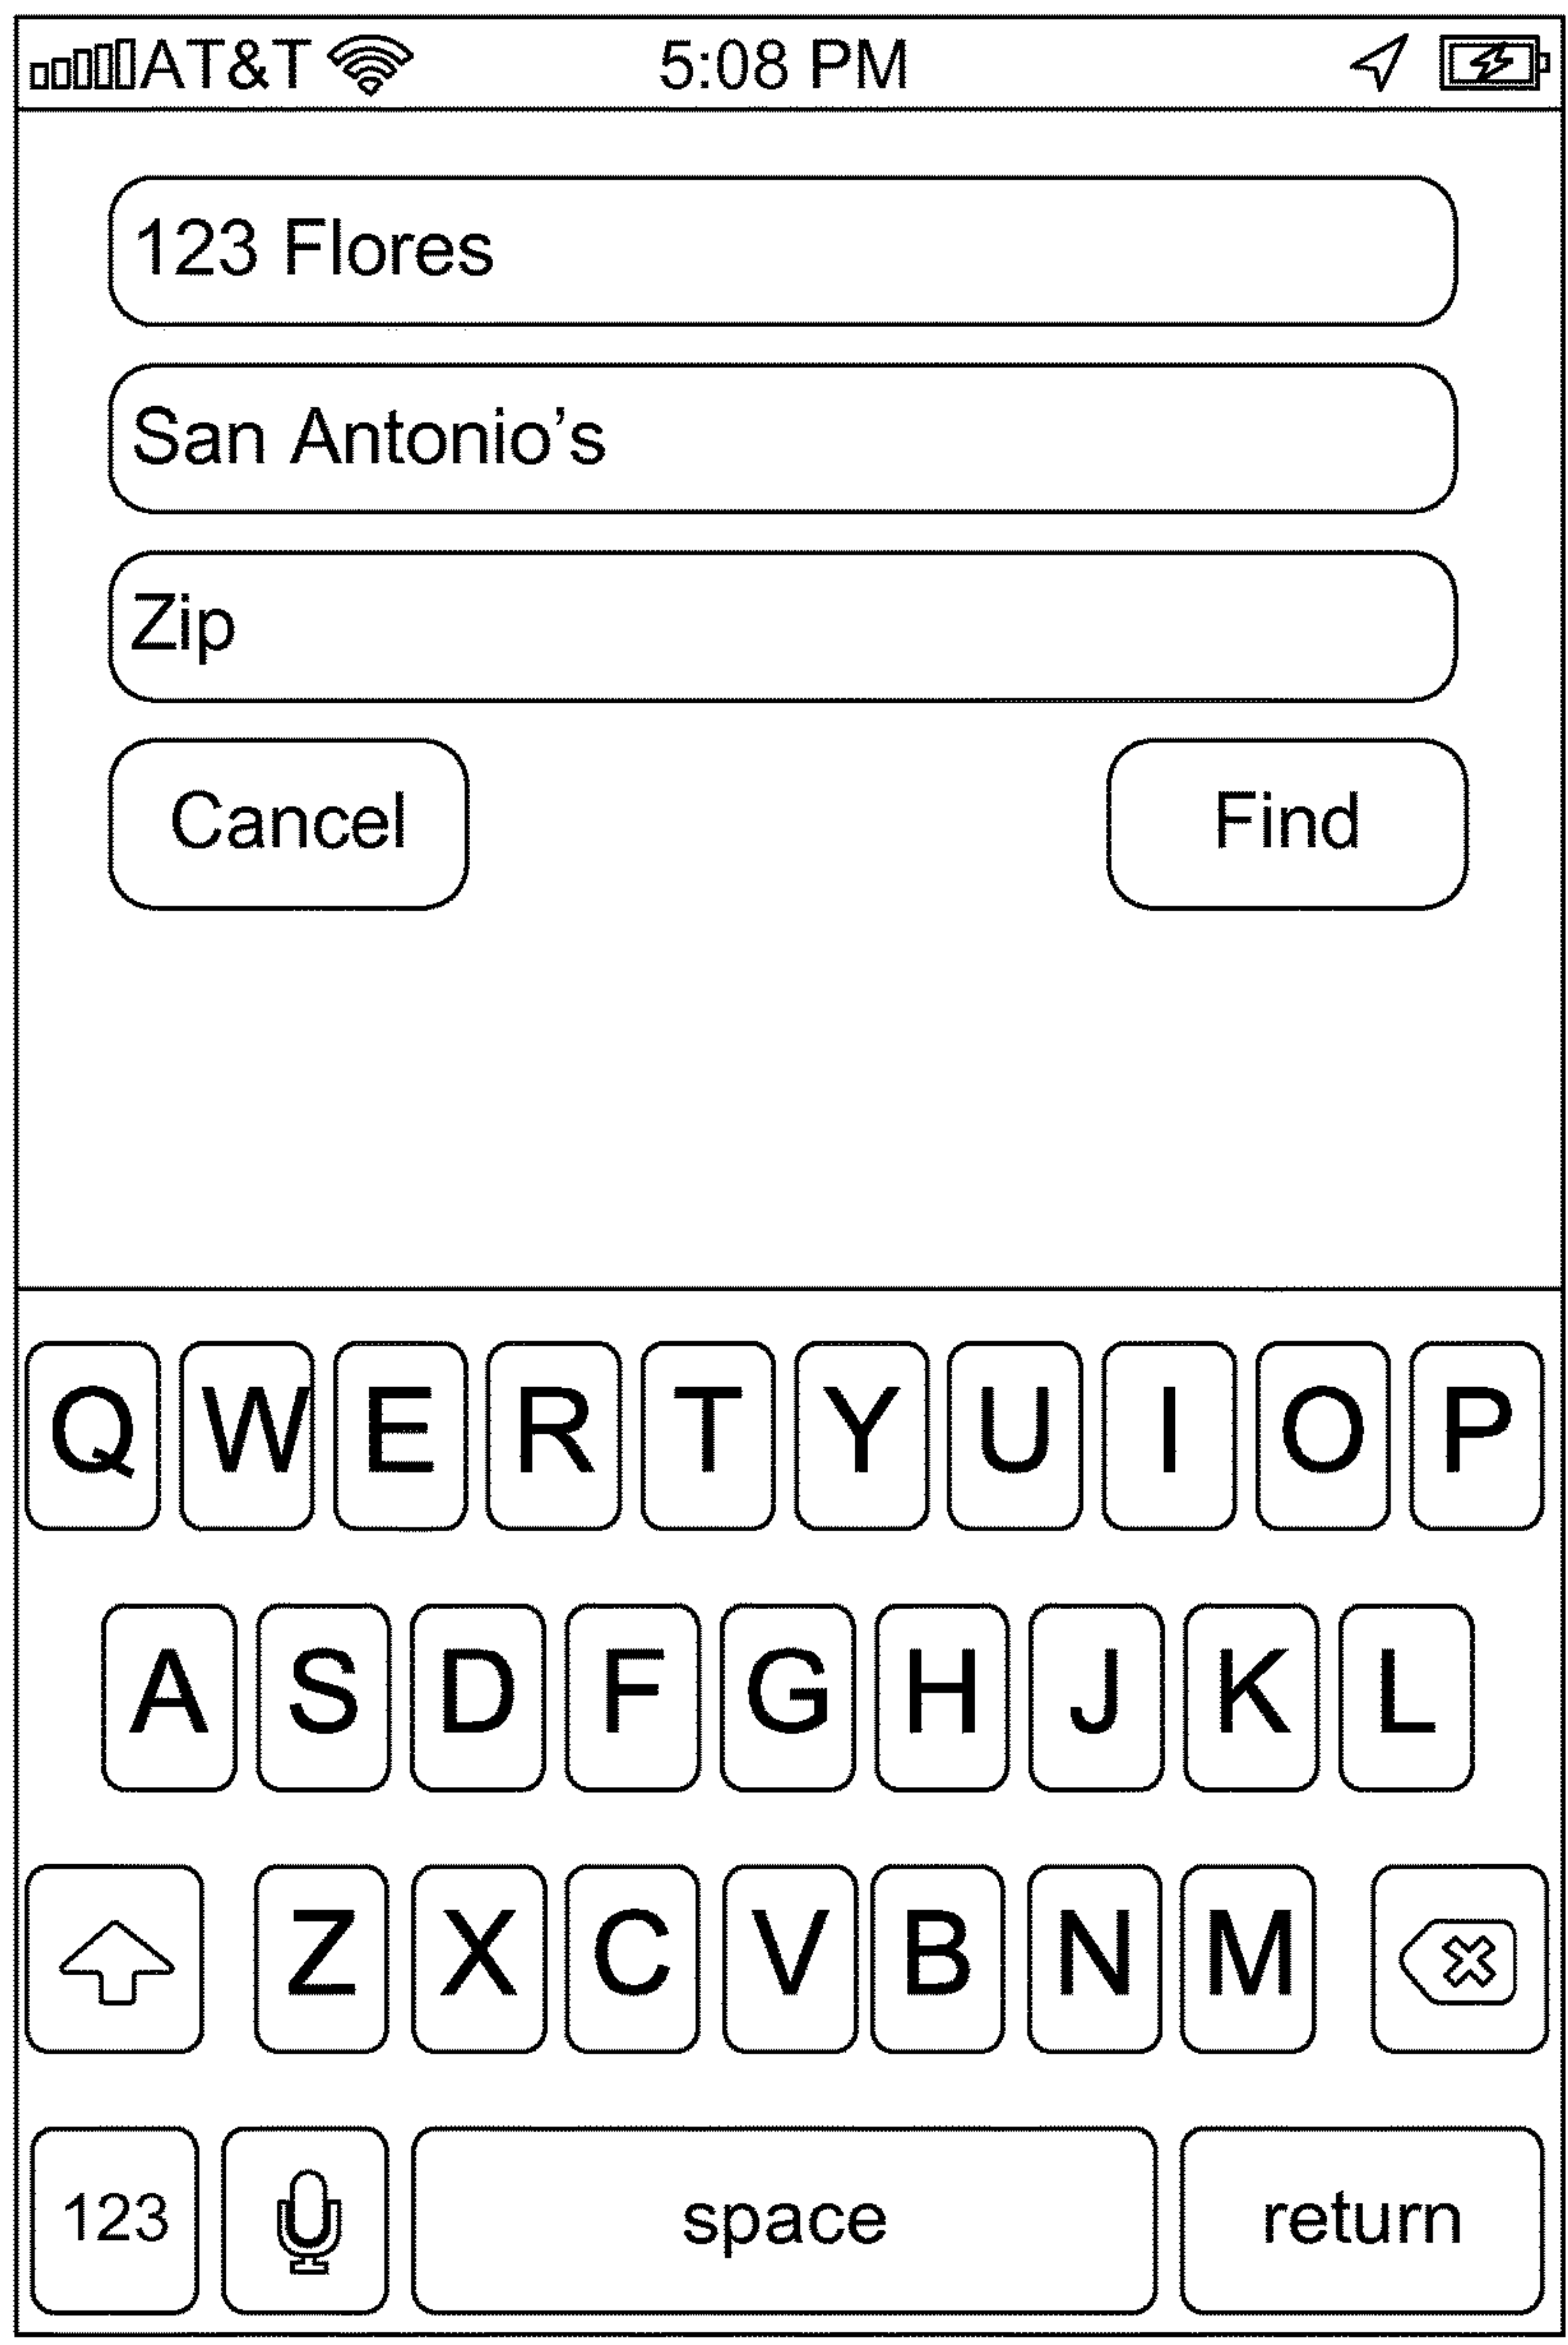 AT&T 5:08 PM
123 Flores
San Antonio’s
Zip
Cancel Find
Q W E R T Y U I O P
A S D F G H J K L
Z X C V B N M
123 space return